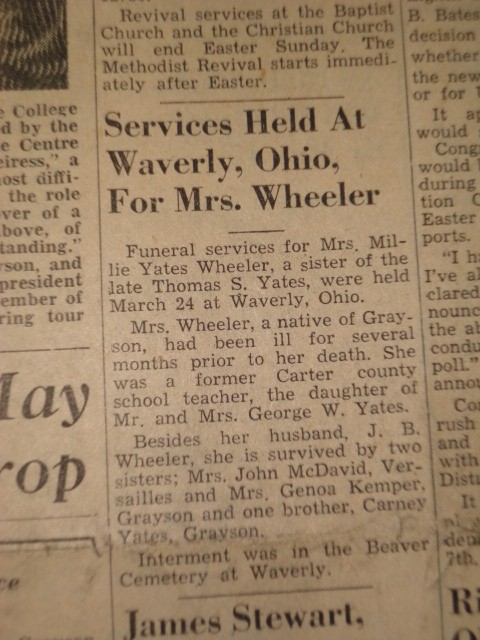 Revival services at the Baptist
Church and the Christian Church
will end Easter Sunday. The
Methodist Revival starts immedi-
ately after Easter.
Services Held At
Waverly, Ohio,
For Mrs. Wheeler
Funeral services for Mrs. Mil-
lie Yates Wheeler, a sister of the
late Thomas S. Yates, were held
March 24 at Waverly, Ohio.
Mrs. Wheeler, a native of Gray-
son, had been ill for several
months prior to her death. She
was a former Carter county
school teacher, the daughter of
Mr. and Mrs. George W. Yates.
Besides her husband, J. B.
Wheeler, she is survived by two
sisters; Mrs. John McDavid, Ver-
sailles and Mrs. Genoa Kemper,
Grayson and one brother, Carney
Yates, Grayson.
Interment was in the Beaver
Cemetery at Waverly.
James Stewart,
College
d by the
e Centre
eiress," a
most diffi-
the role
ver of a
above, of
tanding."
son, and
president
ember of
ring tour
May
rop
B. Bates
decision
whether
the new
or for
It
would
Cong
would
during
tion C
Easter
ports.
"I h
I've al
clared
nounc
the ab
condu
poll."
annou
Co
rush
and
with
Dist
It
7th.
Ri